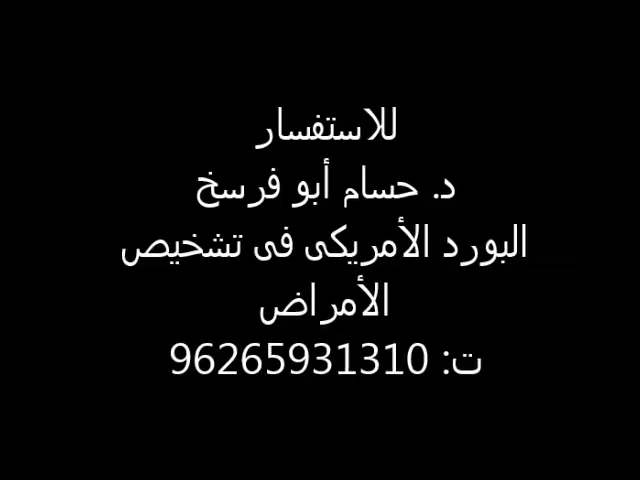 للاستفسار
د. حسام أبو فرسخ
البورد الأمريكى فى تشخيص
الأمراض
ت: 96265931310